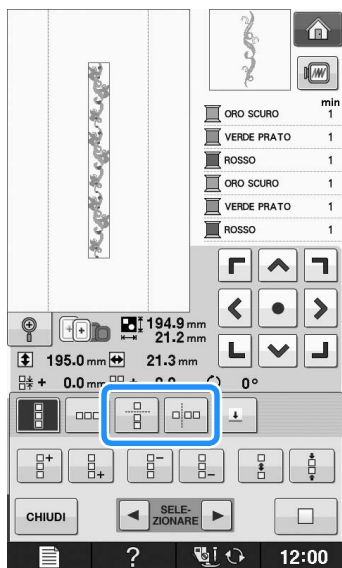 min
ORO SCURO 1
VERDE PRATO 1
ROSSO 1
ORO SCURO 1
VERDE PRATO 1
ROSSO 1
194.9 mm
21.2 mm
195.0 mm 21.3 mm
+ 0.0 mm + 0°
CHIUDI
SELE-
ZIONARE
? 12:00